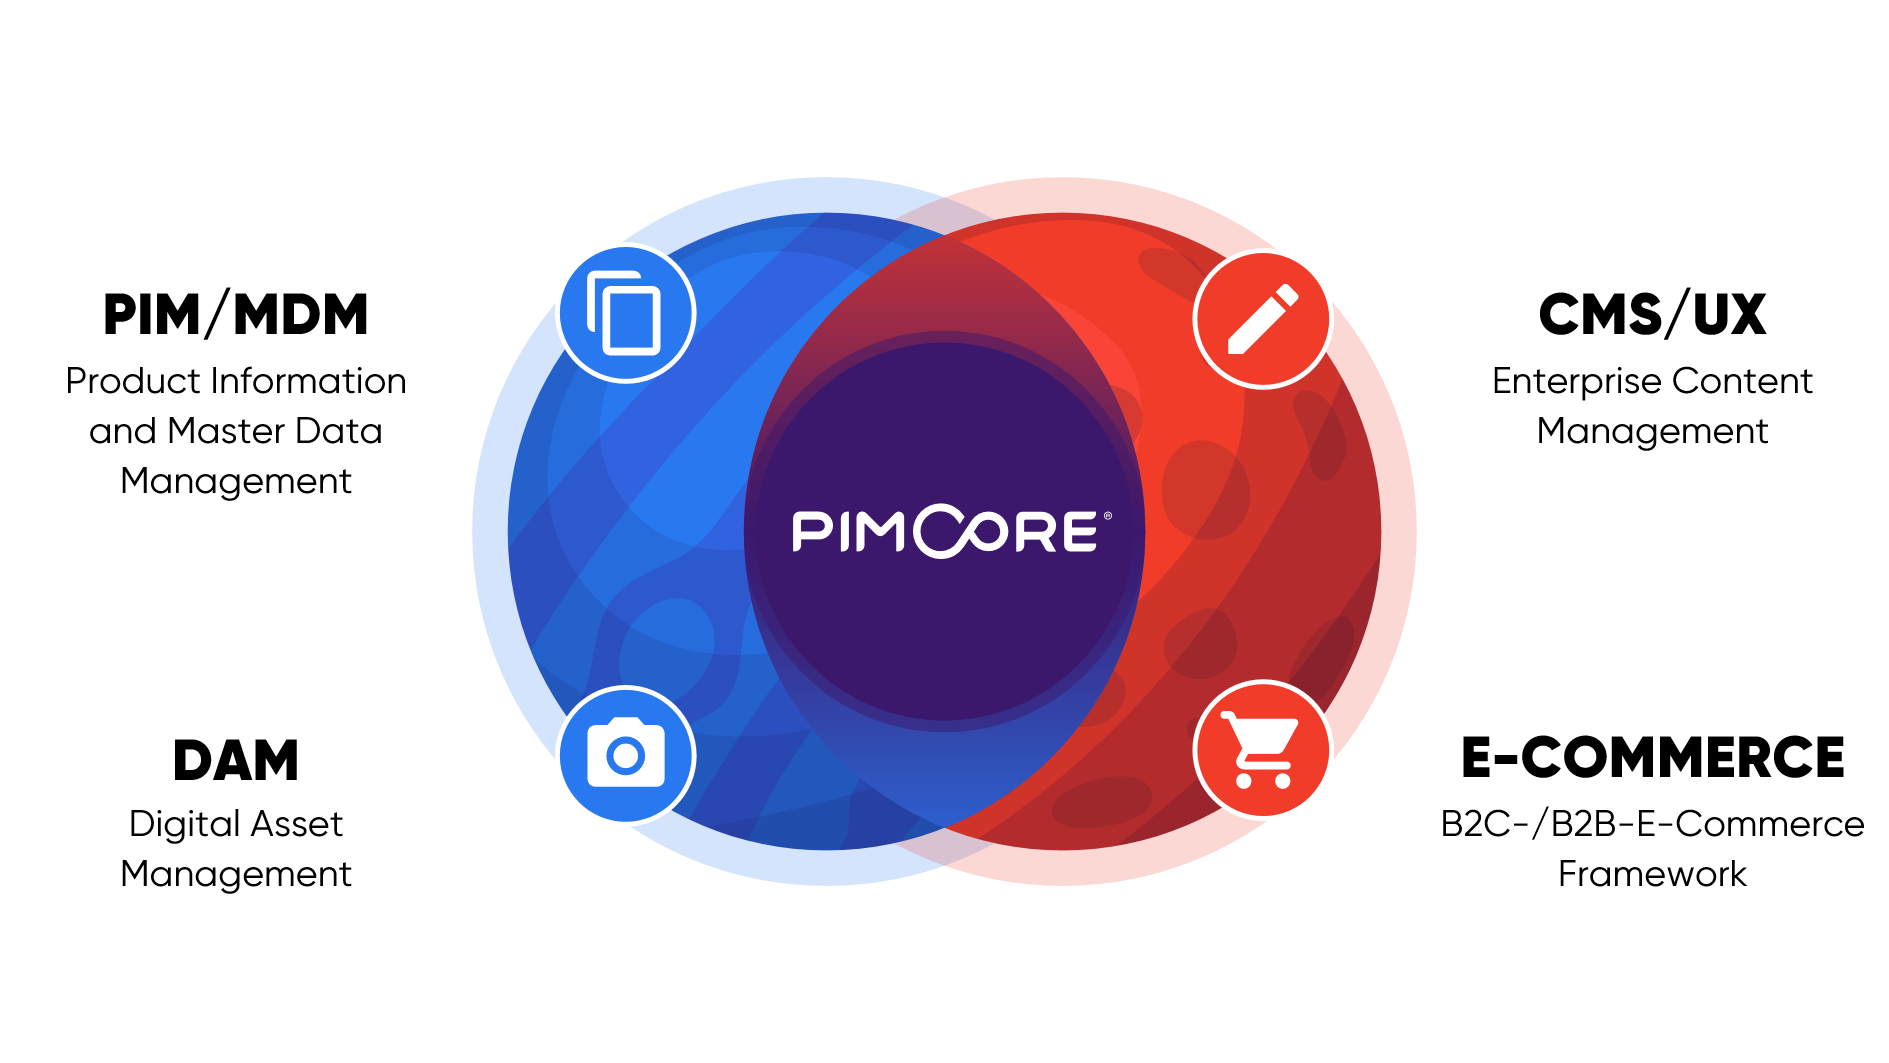 PIM/MDM
Product Information
and Master Data
Management
DAM
Digital Asset
Management
PIMCORE®
CMS/UX
Enterprise Content
Management
E-COMMERCE
B2C-/B2B-E-Commerce
Framework